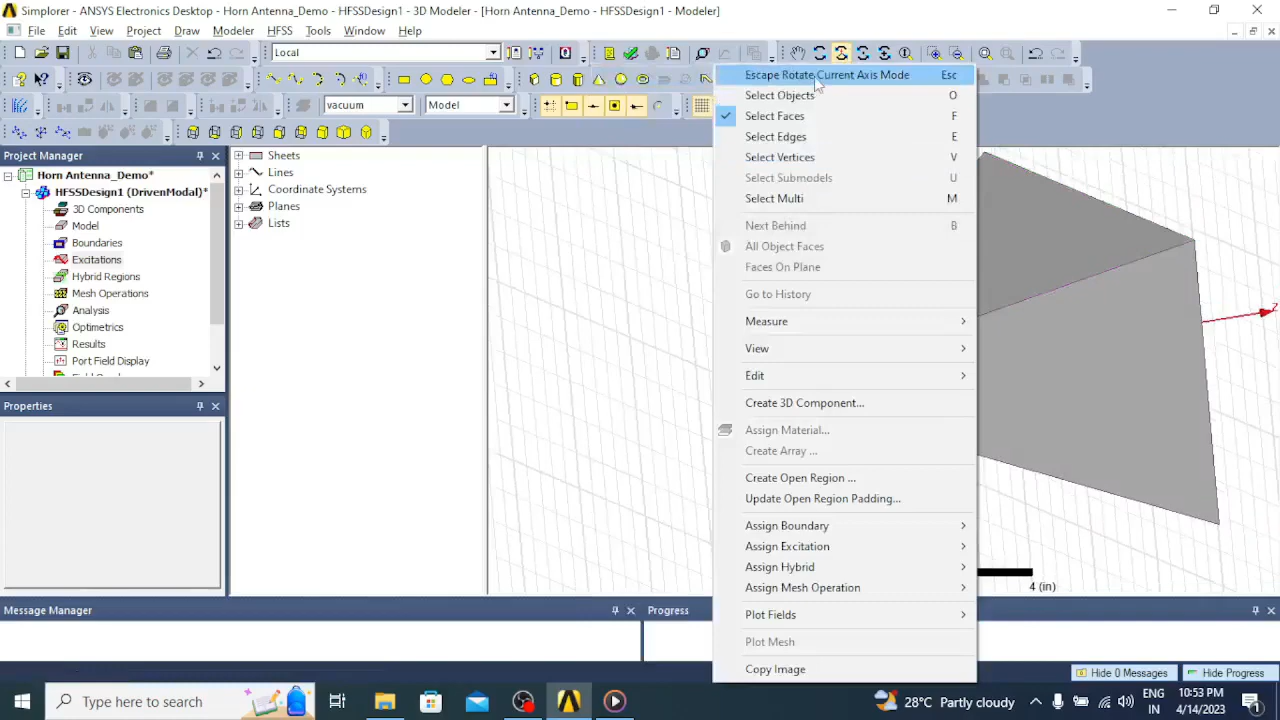 Simplorer - ANSYS Electronics Desktop - Horn Antenna_Demo - HFSSDesign1 - 3D Modeler - [Horn Antenna_Demo - HFSSDesign1 - Modeler]
File Edit View Project Draw Modeler HFSS Tools Window Help
Local
vacuum Model
Project Manager
Horn Antenna_Demo*
HFSSDesign1 (DrivenModal)*
3D Components
Model
Boundaries
Excitations
Hybrid Regions
Mesh Operations
Analysis
Optimetrics
Results
Port Field Display
Properties
Sheets
Lines
Coordinate Systems
Planes
Lists
Escape Rotate Current Axis Mode Esc
Select Objects O
Select Faces F
Select Edges E
Select Vertices V
Select Submodels U
Select Multi M
Next Behind B
All Object Faces
Faces On Plane
Go to History
Measure
View
Edit
Create 3D Component...
Assign Material...
Create Array ...
Create Open Region ...
Update Open Region Padding...
Assign Boundary
Assign Excitation
Assign Hybrid
Assign Mesh Operation
Plot Fields
Plot Mesh
Copy Image
Z
4 (in)
Message Manager
Progress
Hide 0 Messages
Hide Progress
Type here to search
28°C Partly cloudy
ENG
IN
10:53 PM
4/14/2023
1